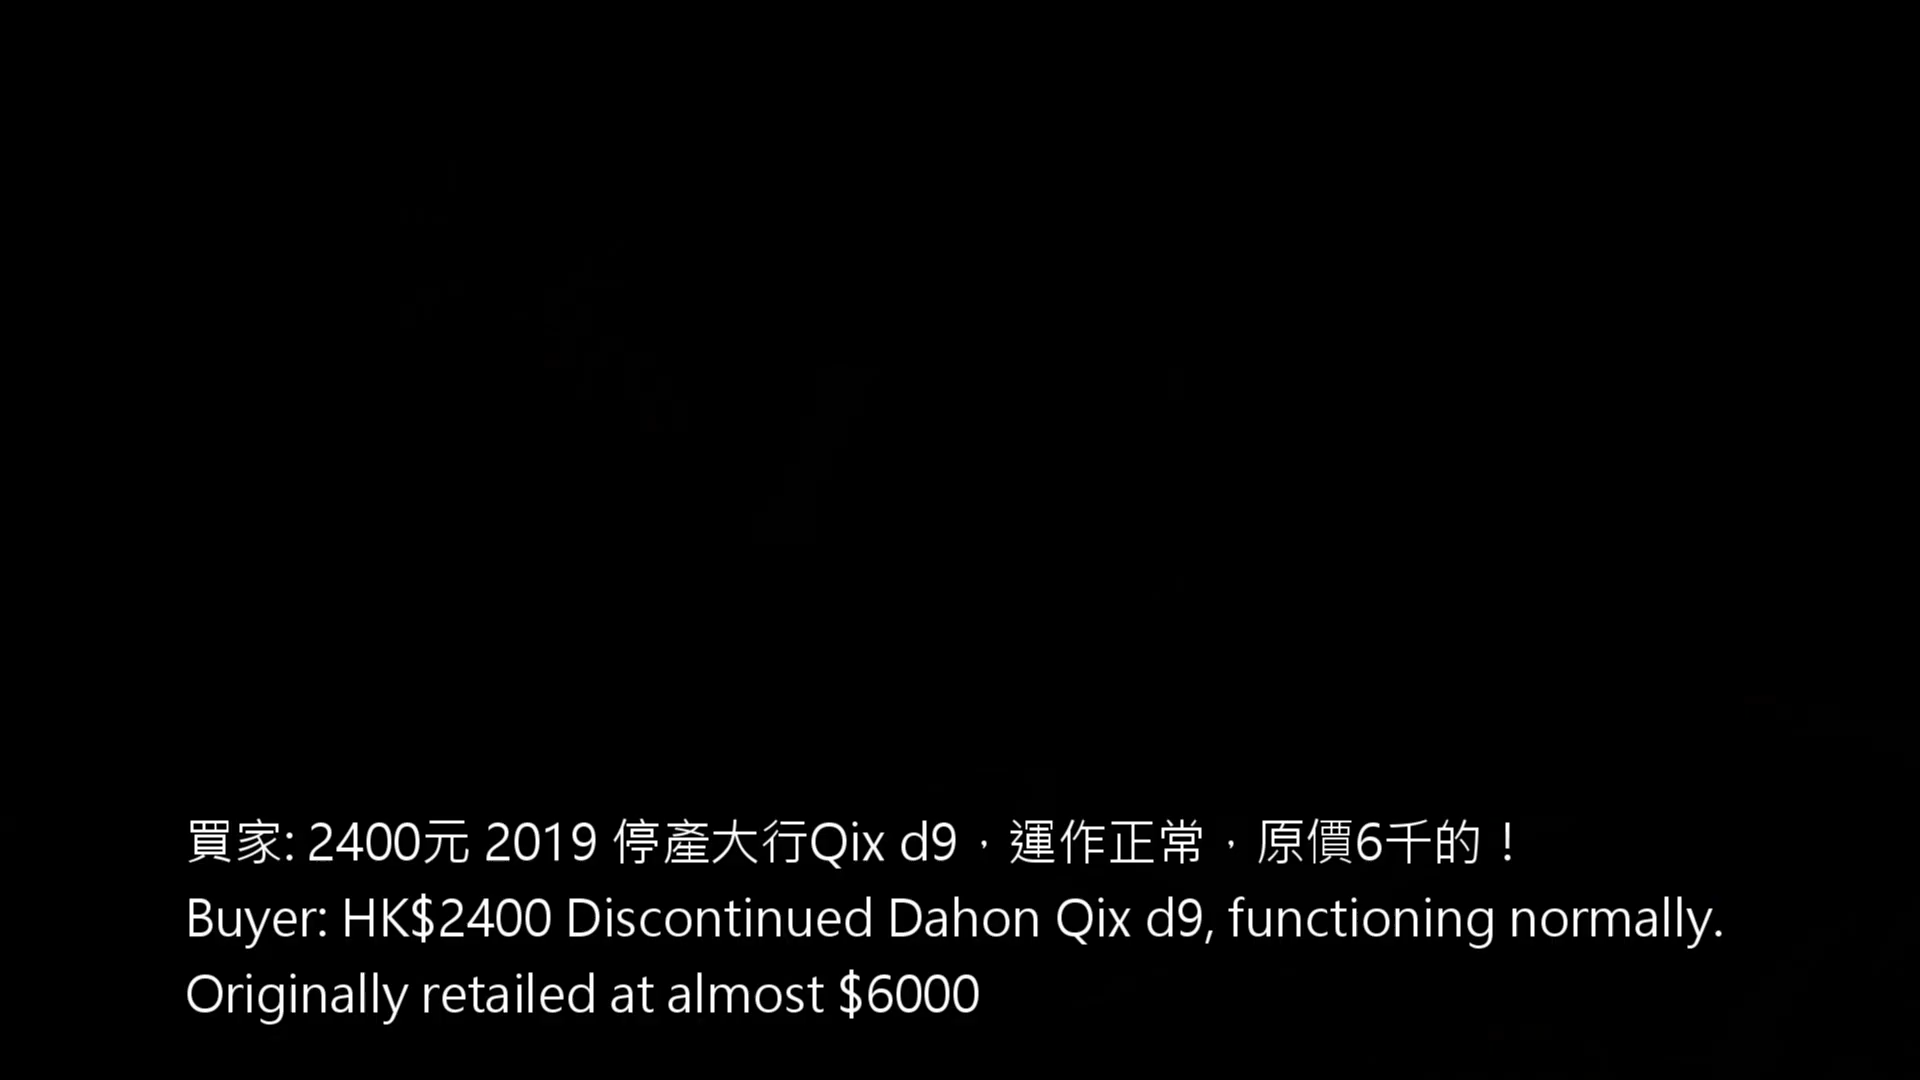 買家: 2400元 2019 停產大行Qix d9，運作正常，原價6千的！
Buyer: HK$2400 Discontinued Dahon Qix d9, functioning normally.
Originally retailed at almost $6000